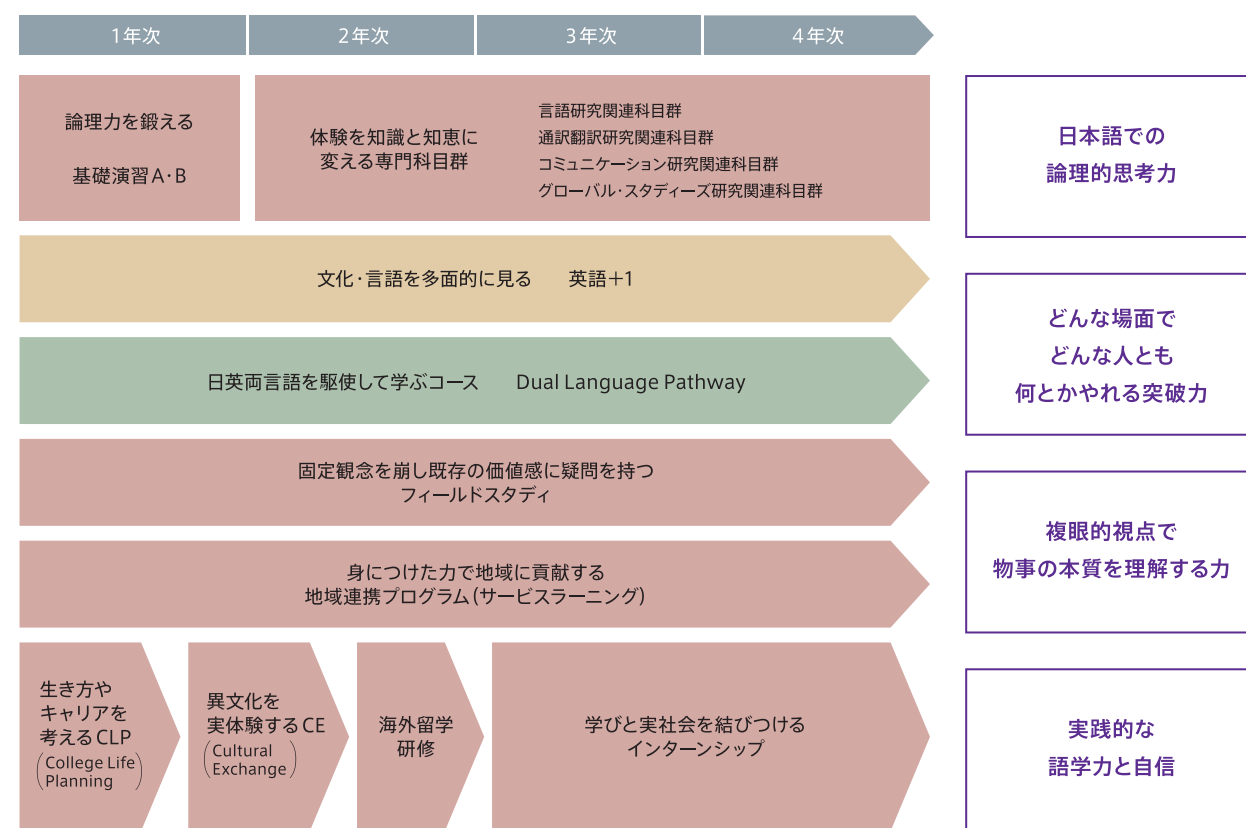 1年次
2年次
3年次
4年次
論理力を鍛える
基礎演習A・B
体験を知識と知恵に
変える専門科目群
言語研究関連科目群
通訳翻訳研究関連科目群
コミュニケーション研究関連科目群
グローバル・スタディーズ研究関連科目群
文化・言語を多面的に見る　英語＋1
日英両言語を駆使して学ぶコース　Dual Language Pathway
固定観念を崩し既存の価値感に疑問を持つ
フィールドスタディ
身につけた力で地域に貢献する
地域連携プログラム(サービスラーニング)
生き方や
キャリアを
考えるCLP
(College Life
Planning)
異文化を
実体験するCE
(Cultural
Exchange)
海外留学
研修
学びと実社会を結びつける
インターンシップ
日本語での
論理的思考力
どんな場面で
どんな人とも
何とかやれる突破力
複眼的視点で
物事の本質を理解する力
実践的な
語学力と自信